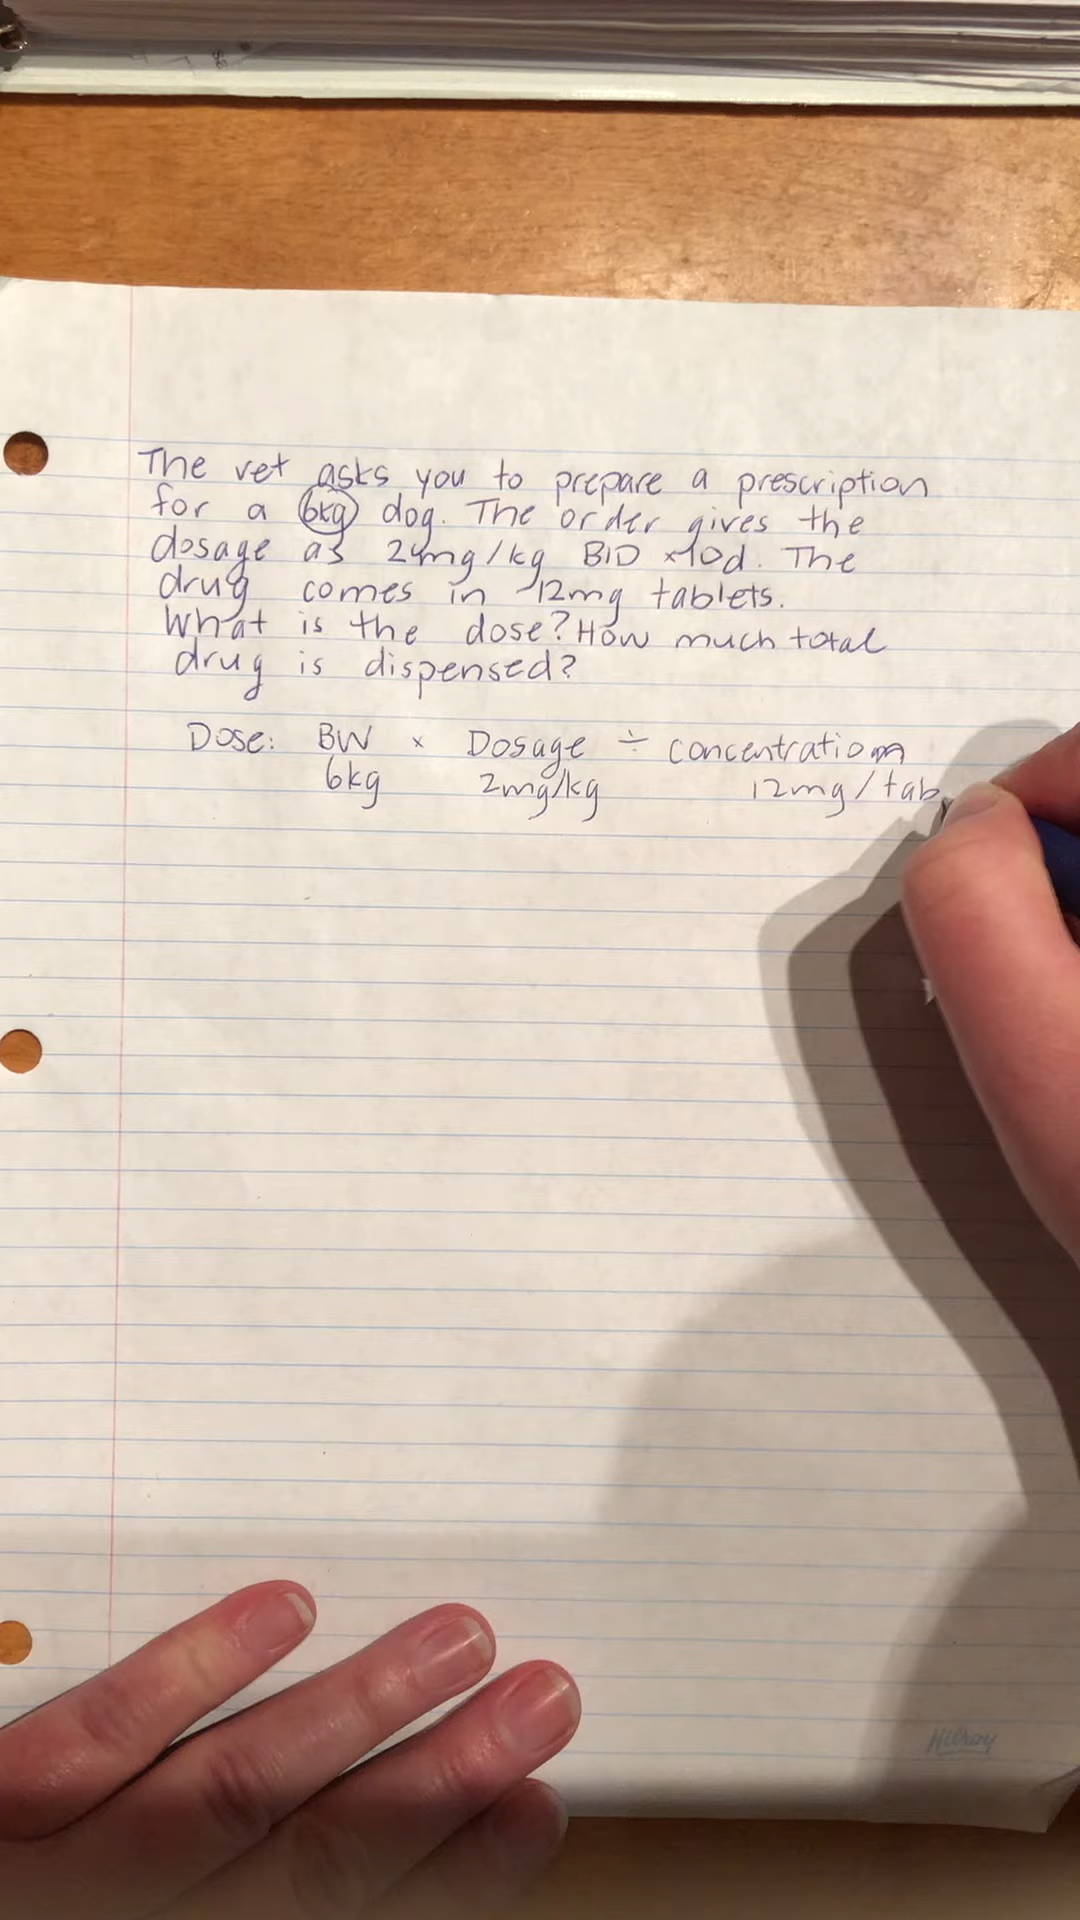 The vet asks you to prepare a prescription
for a 6kg dog. The order gives the
dosage as 2mg/kg BID x10d. The
drug comes in 12mg tablets.
What is the dose? How much total
drug is dispensed?
Dose: BW x Dosage ÷ concentration
6kg 2mg/kg 12mg/tab
Hilroy